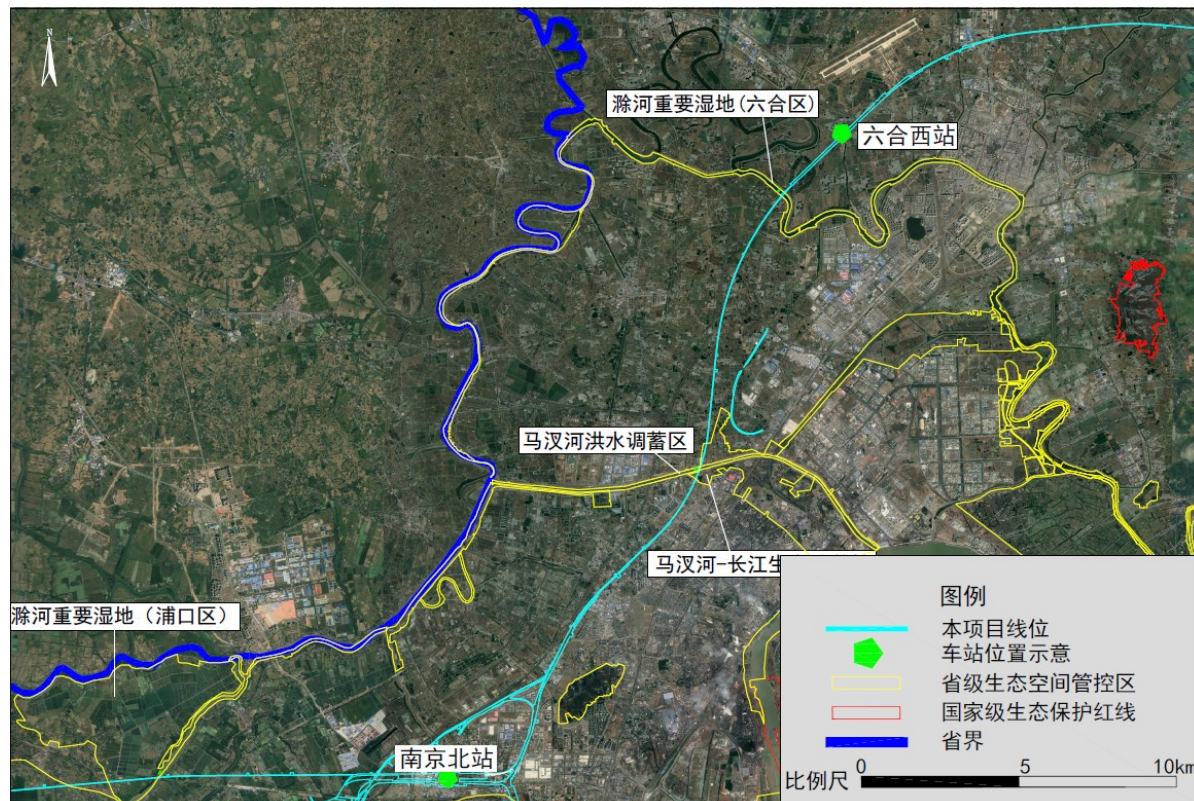 N
滁河重要湿地(六合区)
六合西站
马汊河洪水调蓄区
马汊河-长江生
滁河重要湿地（浦口区）
南京北站
图例
本项目线位
车站位置示意
省级生态空间管控区
国家级生态保护红线
省界
比例尺
0 5 10km